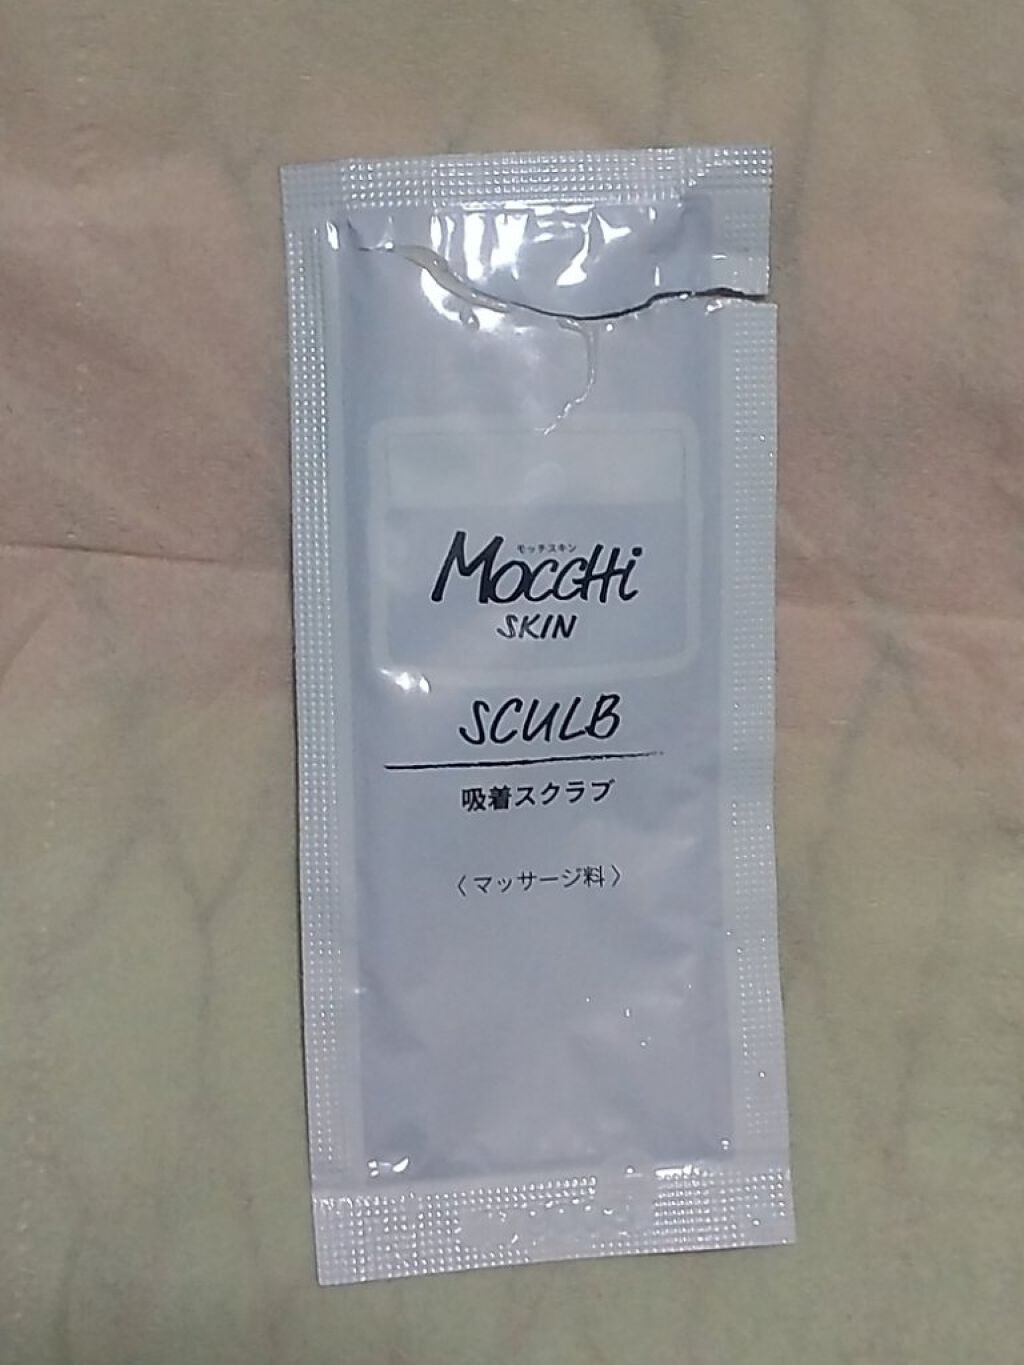 モッチスキン
MoccHi
SKIN
SCULB
吸着スクラブ
〈マッサージ料〉